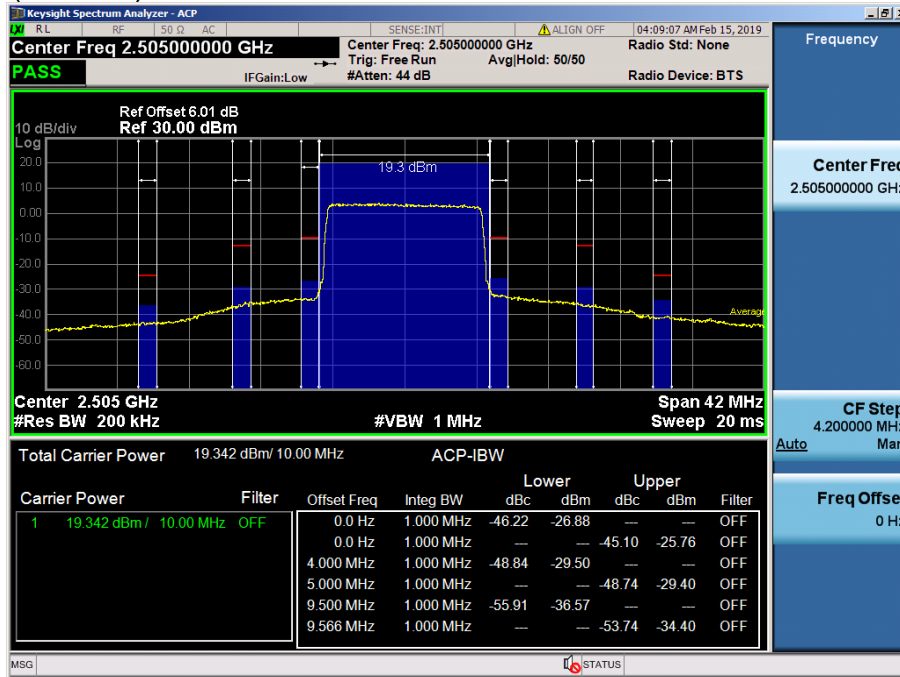 Keysight Spectrum Analyzer - ACP
LXI RL RF 50 Ω AC SENSE:INT ALIGN OFF 04:09:07 AM Feb 15, 2019
Center Freq 2.505000000 GHz
Center Freq: 2.505000000 GHz
Radio Std: None
Trig: Free Run Avg|Hold: 50/50
PASS
IFGain:Low
#Atten: 44 dB
Radio Device: BTS
Ref Offset 6.01 dB
10 dB/div Ref 30.00 dBm
Log
19.3 dBm
20.0
10.0
0.00
-10.0
-20.0
-30.0
-40.0
-50.0
-60.0
Average
Center 2.505 GHz Span 42 MHz
#Res BW 200 kHz #VBW 1 MHz Sweep 20 ms
Total Carrier Power 19.342 dBm/ 10.00 MHz ACP-IBW
Lower Upper
Carrier Power Filter Offset Freq Integ BW dBc dBm dBc dBm Filter
1 19.342 dBm / 10.00 MHz OFF 0.0 Hz 1.000 MHz -46.22 -26.88 --- --- OFF
0.0 Hz 1.000 MHz --- --- -45.10 -25.76 OFF
4.000 MHz 1.000 MHz -48.84 -29.50 --- --- OFF
5.000 MHz 1.000 MHz --- --- -48.74 -29.40 OFF
9.500 MHz 1.000 MHz -55.91 -36.57 --- --- OFF
9.566 MHz 1.000 MHz --- --- -53.74 -34.40 OFF
MSG STATUS
Frequency
Center Freq
2.505000000 GHz
CF Step
4.200000 MHz
Auto Man
Freq Offset
0 Hz